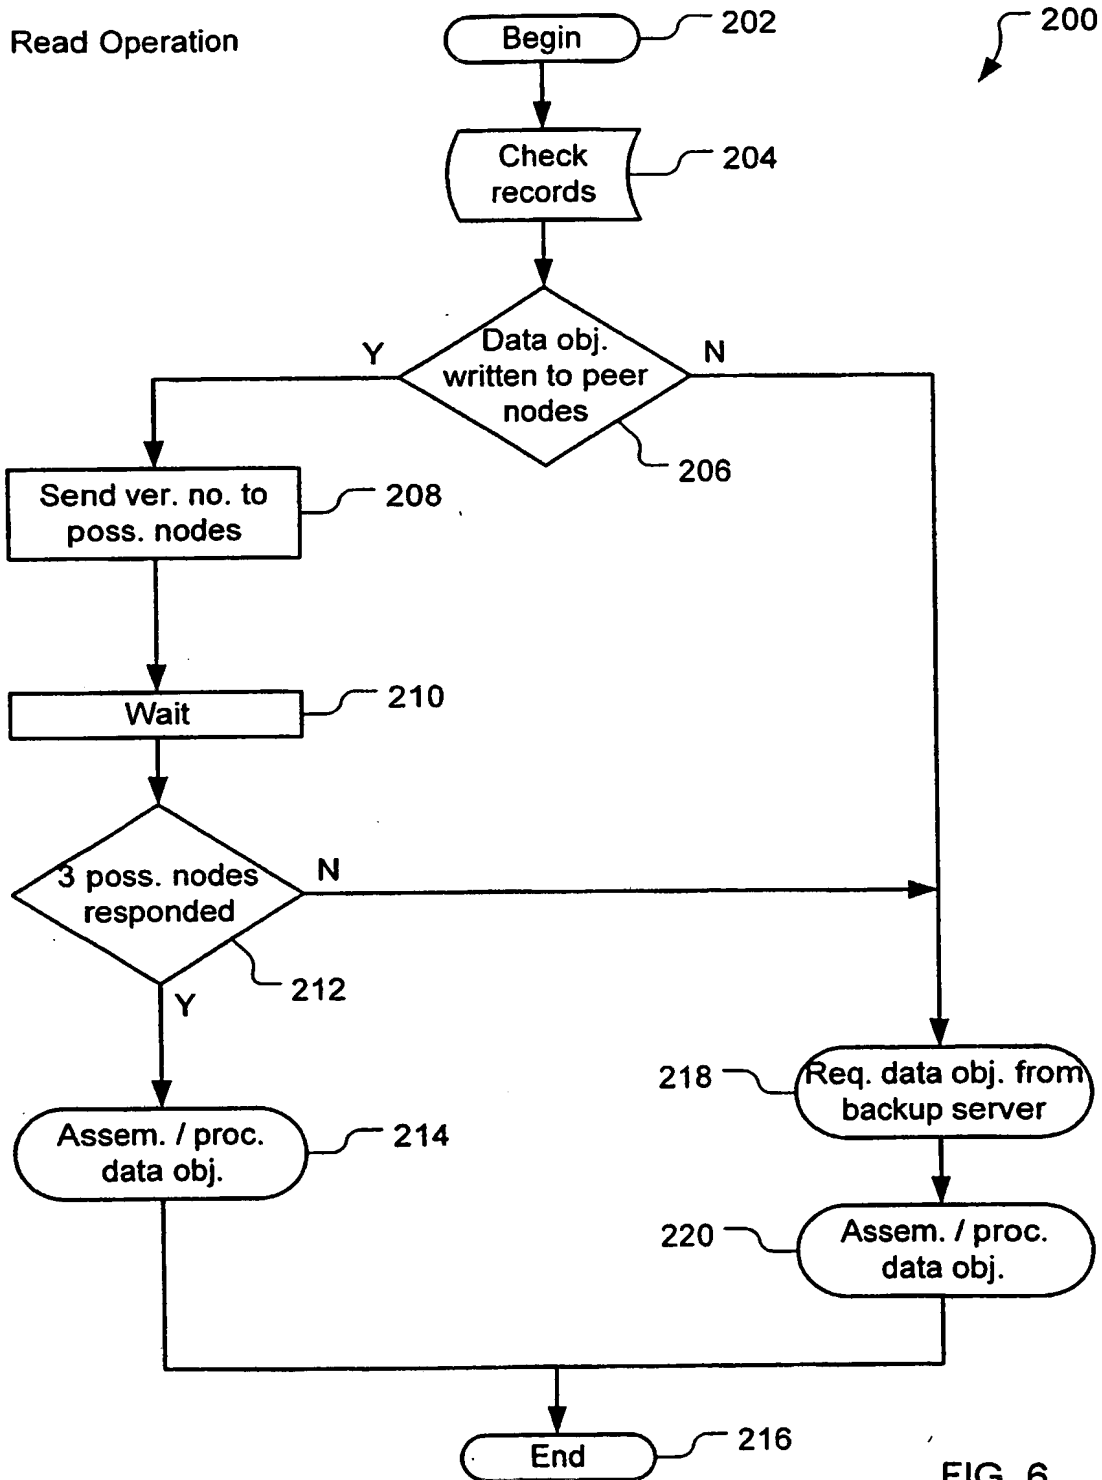 Read Operation
Begin
202
200
Check
records
204
Data obj.
written to peer
nodes
Y
N
206
Send ver. no. to
poss. nodes
208
Wait
210
3 poss. nodes
responded
N
212
Y
218
Req. data obj. from
backup server
Assem. / proc.
data obj.
214
220
Assem. / proc.
data obj.
End
216
FIG. 6